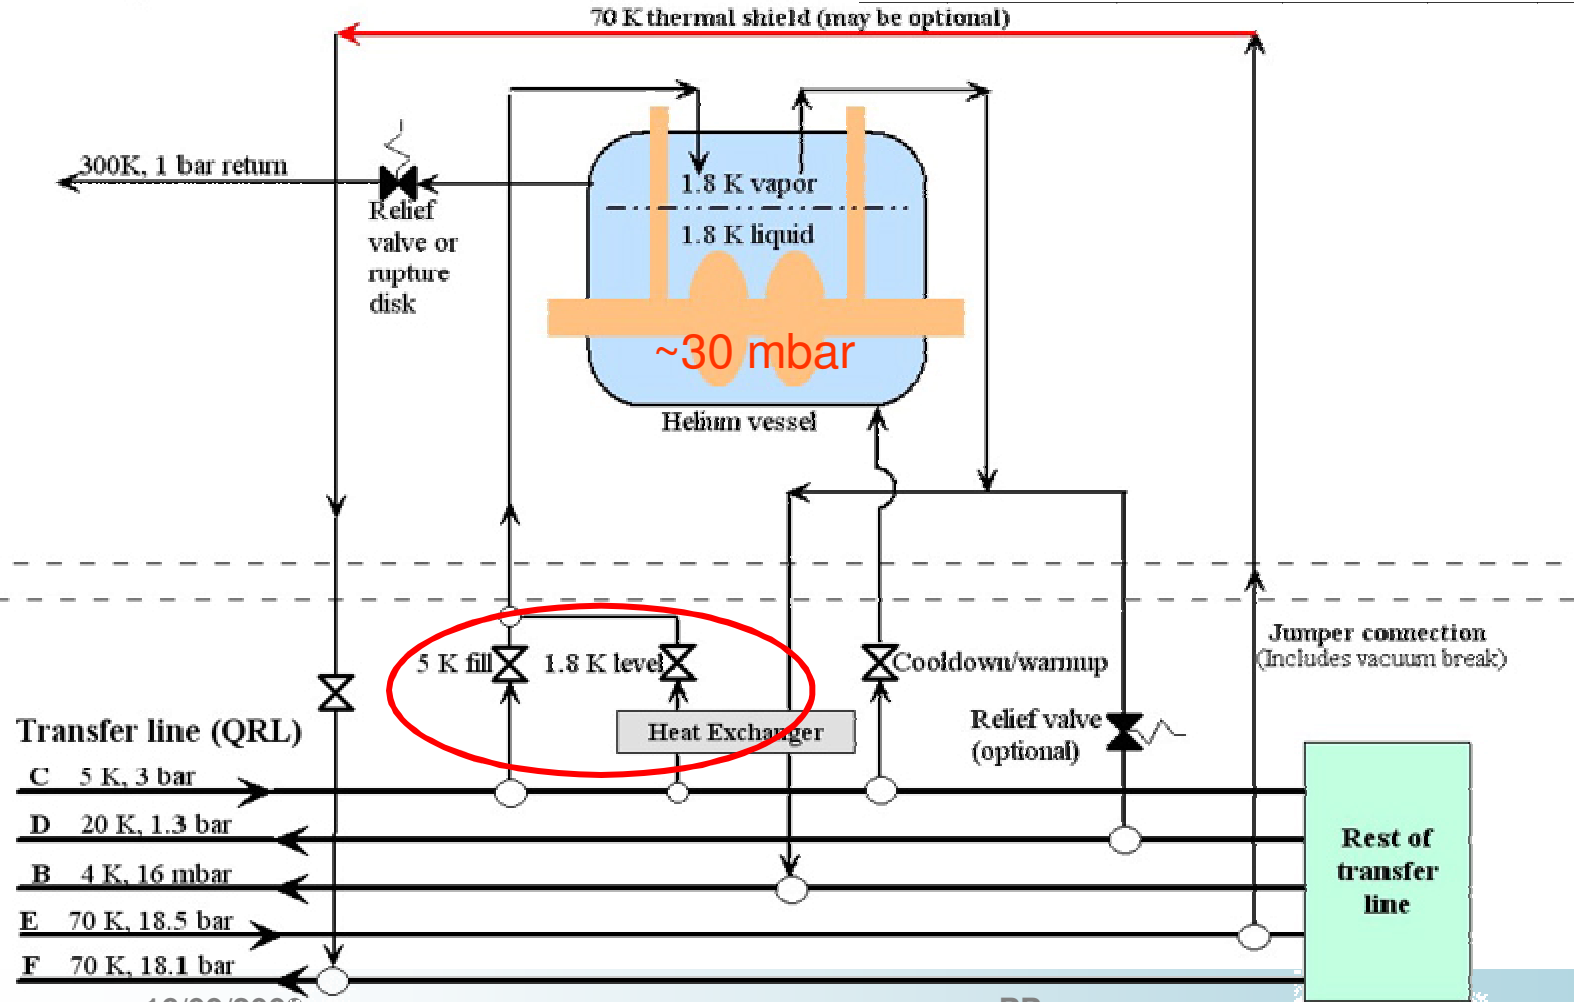 70 K thermal shield (may be optional)
300K, 1 bar return
Relief
valve or
rupture
disk
1.8 K vapor
1.8 K liquid
~30 mbar
Helium vessel
5 K fill
1.8 K level
Cooldown/warmup
Jumper connection
(Includes vacuum break)
Heat Exchanger
Relief valve
(optional)
Transfer line (QRL)
C 5 K, 3 bar
D 20 K, 1.3 bar
B 4 K, 16 mbar
E 70 K, 18.5 bar
F 70 K, 18.1 bar
Rest of
transfer
line